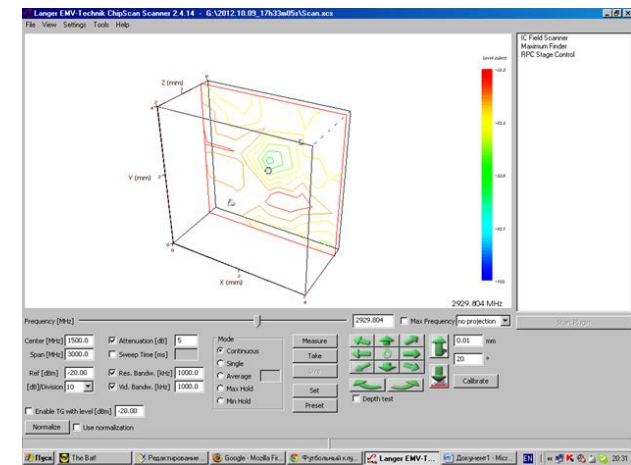 Langer EMV-Technik ChipScan Scanner 2.4.14 - G:\2012.10.09_17h33m05s\Scan.xcs
File View Settings Tools Help
IC Field Scanner
Maximum Finder
RPC Stage Control
Level [dBm]
Z (mm)
Y (mm)
X (mm)
2929.804 MHz
Frequency [MHz] 2929.804 Max Frequency no projection Start Plugin
Center [MHz] 1500.0 Attenuation [dB] 5 Mode Measure 0.01 mm
Span [MHz] 3000.0 Sweep Time [ms] Continuous Take 20 °
Ref [dBm] -20.00 Res. Bandw. [kHz] 1000.0 Single Calibrate
[dB]/Division 10 Vid. Bandw. [kHz] 1000.0 Average Set
Max Hold Preset Depth test
Enable TG with level [dBm] -20.00 Min Hold
Normalize Use normalization
Пуск The Bat! Редактирование ... Google - Mozilla Fir... Футбольный клу... Langer EMV-T... Документ1 - Micr... EN 20:31